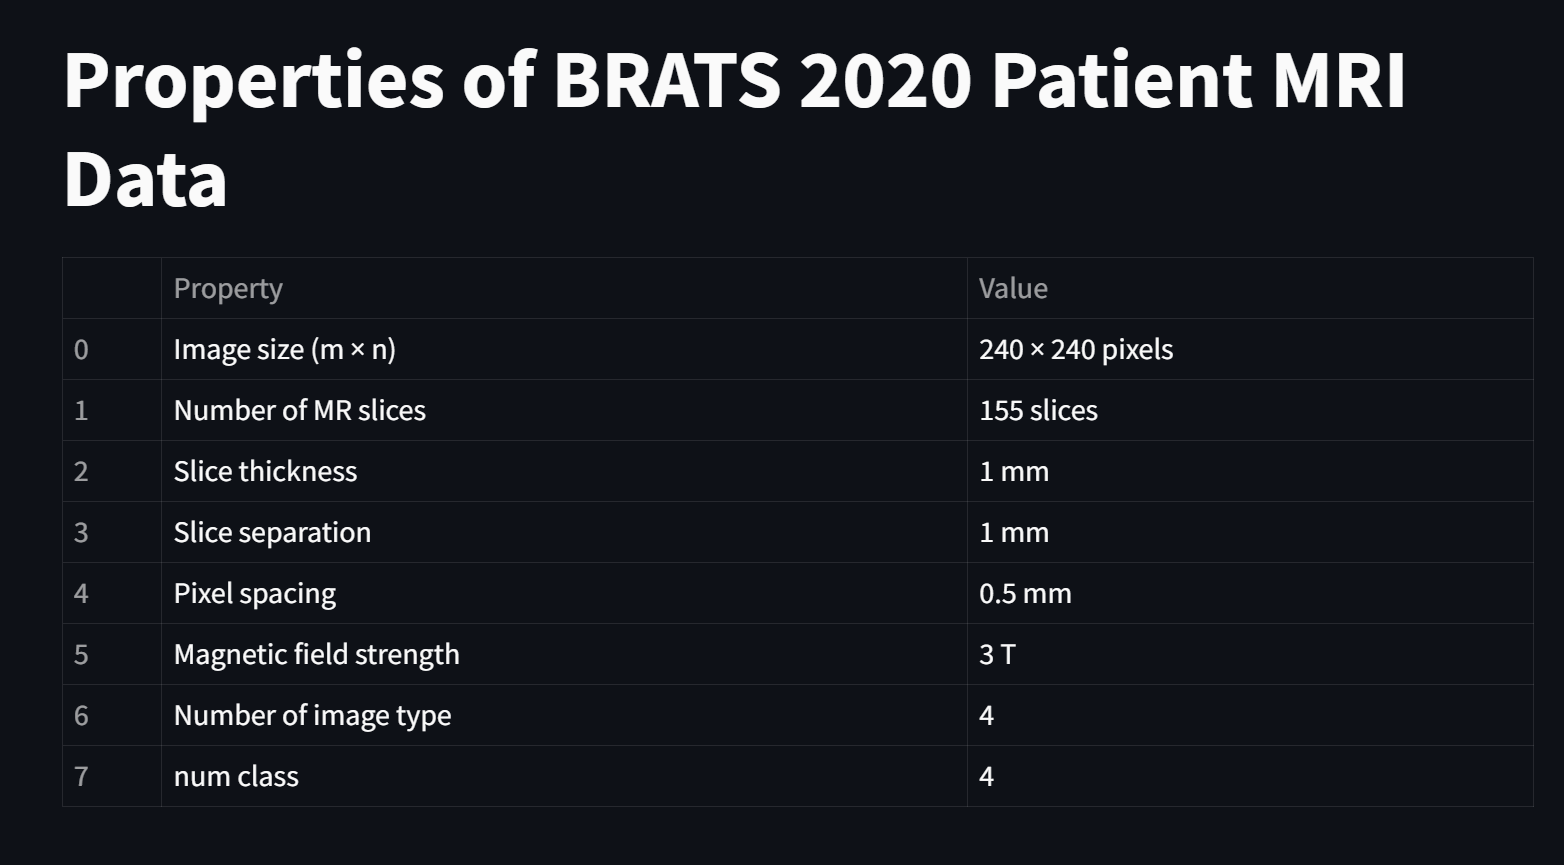 Properties of BRATS 2020 Patient MRI
Data
Property Value
0 Image size (m × n) 240 × 240 pixels
1 Number of MR slices 155 slices
2 Slice thickness 1 mm
3 Slice separation 1 mm
4 Pixel spacing 0.5 mm
5 Magnetic field strength 3 T
6 Number of image type 4
7 num class 4